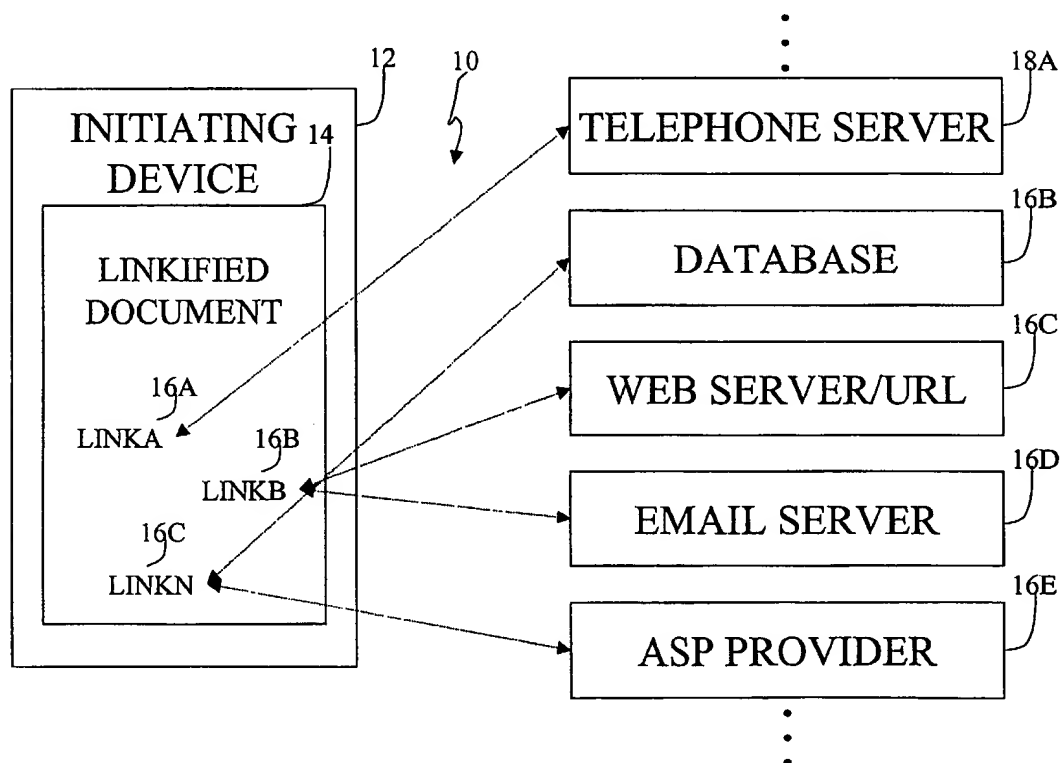 12
10
18A
INITIATING
DEVICE
14
TELEPHONE SERVER
16B
LINKIFIED
DOCUMENT
DATABASE
16C
16A
LINKA
WEB SERVER/URL
16B
LINKB
16D
EMAIL SERVER
16C
LINKN
16E
ASP PROVIDER